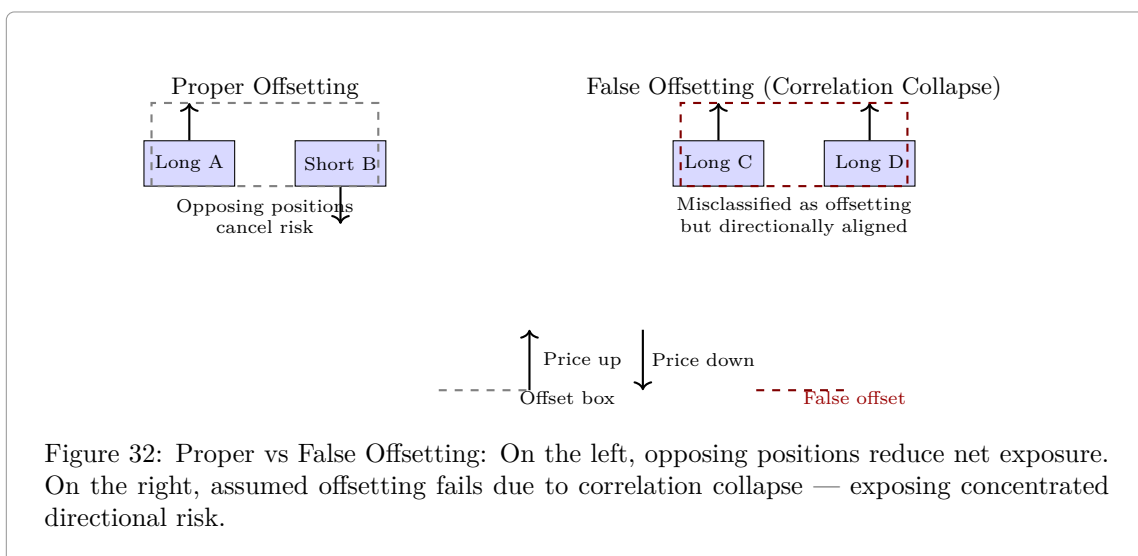 Proper Offsetting
False Offsetting (Correlation Collapse)
Long A
Short B
Long C
Long D
Opposing positions
cancel risk
Misclassified as offsetting
but directionally aligned
Price up
Price down
Offset box
False offset
Figure 32: Proper vs False Offsetting: On the left, opposing positions reduce net exposure.
On the right, assumed offsetting fails due to correlation collapse — exposing concentrated
directional risk.